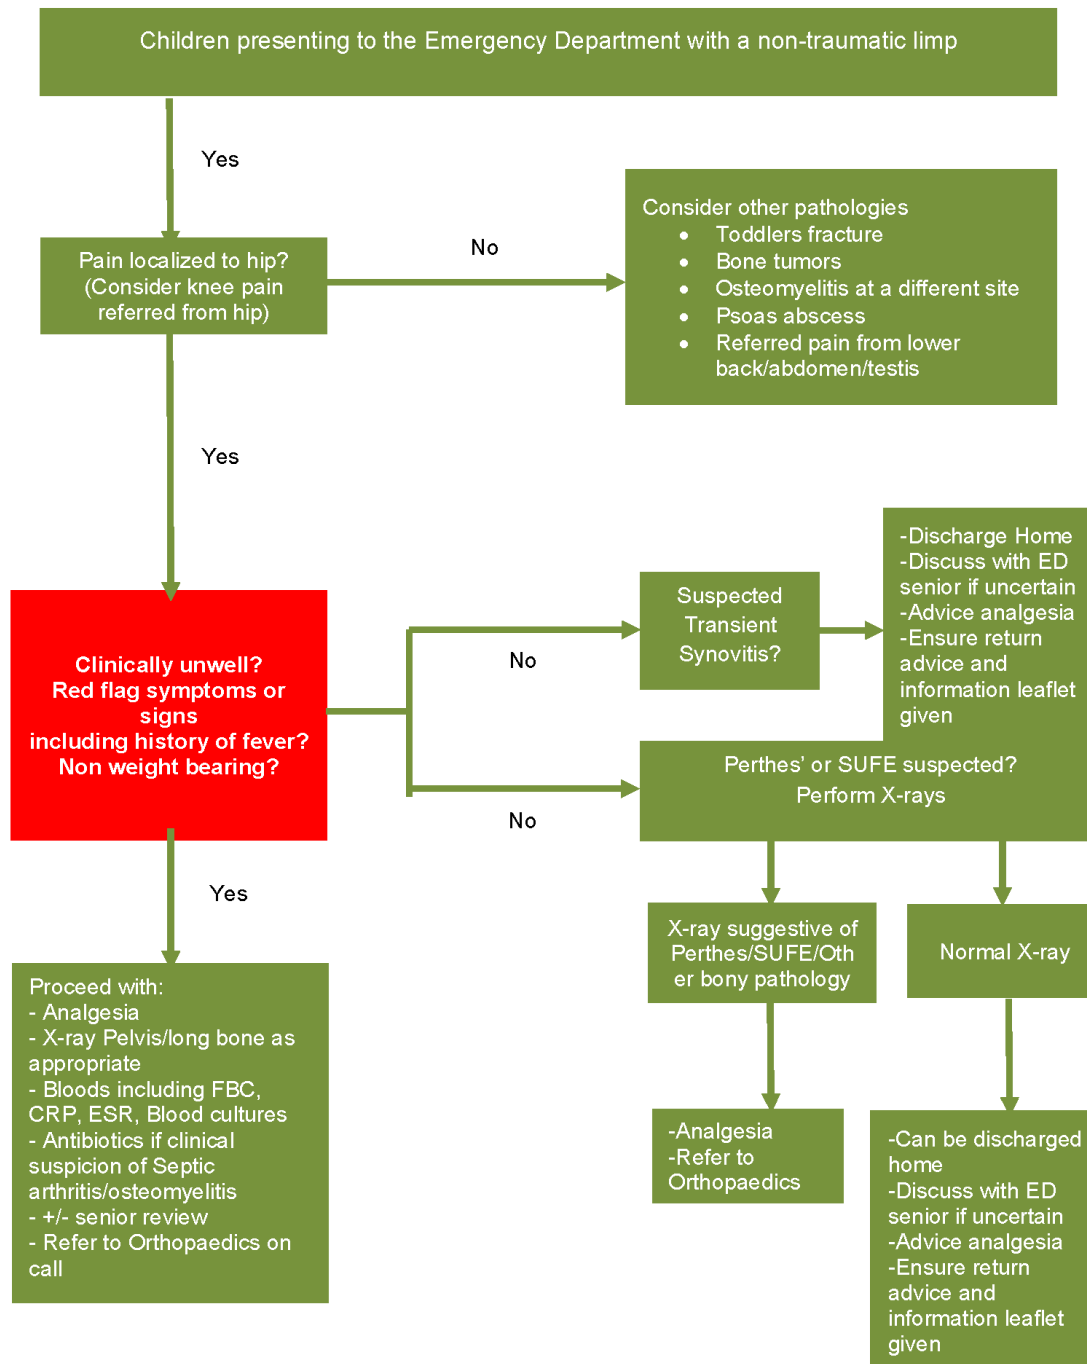 Children presenting to the Emergency Department with a non-traumatic limp
Yes
Pain localized to hip?
(Consider knee pain
referred from hip)
No
Consider other pathologies
• Toddlers fracture
• Bone tumors
• Osteomyelitis at a different site
• Psoas abscess
• Referred pain from lower
back/abdomen/testis
Yes
Clinically unwell?
Red flag symptoms or
signs
including history of fever?
Non weight bearing?
No
Suspected
Transient
Synovitis?
-Discharge Home
-Discuss with ED
senior if uncertain
-Advice analgesia
-Ensure return
advice and
information leaflet
given
No
Perthes' or SUFE suspected?
Perform X-rays
Yes
Proceed with:
- Analgesia
- X-ray Pelvis/long bone as
appropriate
- Bloods including FBC,
CRP, ESR, Blood cultures
- Antibiotics if clinical
suspicion of Septic
arthritis/osteomyelitis
- +/- senior review
- Refer to Orthopaedics on
call
X-ray suggestive of
Perthes/SUFE/Oth
er bony pathology
Normal X-ray
-Analgesia
-Refer to
Orthopaedics
-Can be discharged
home
-Discuss with ED
senior if uncertain
-Advice analgesia
-Ensure return
advice and
information leaflet
given